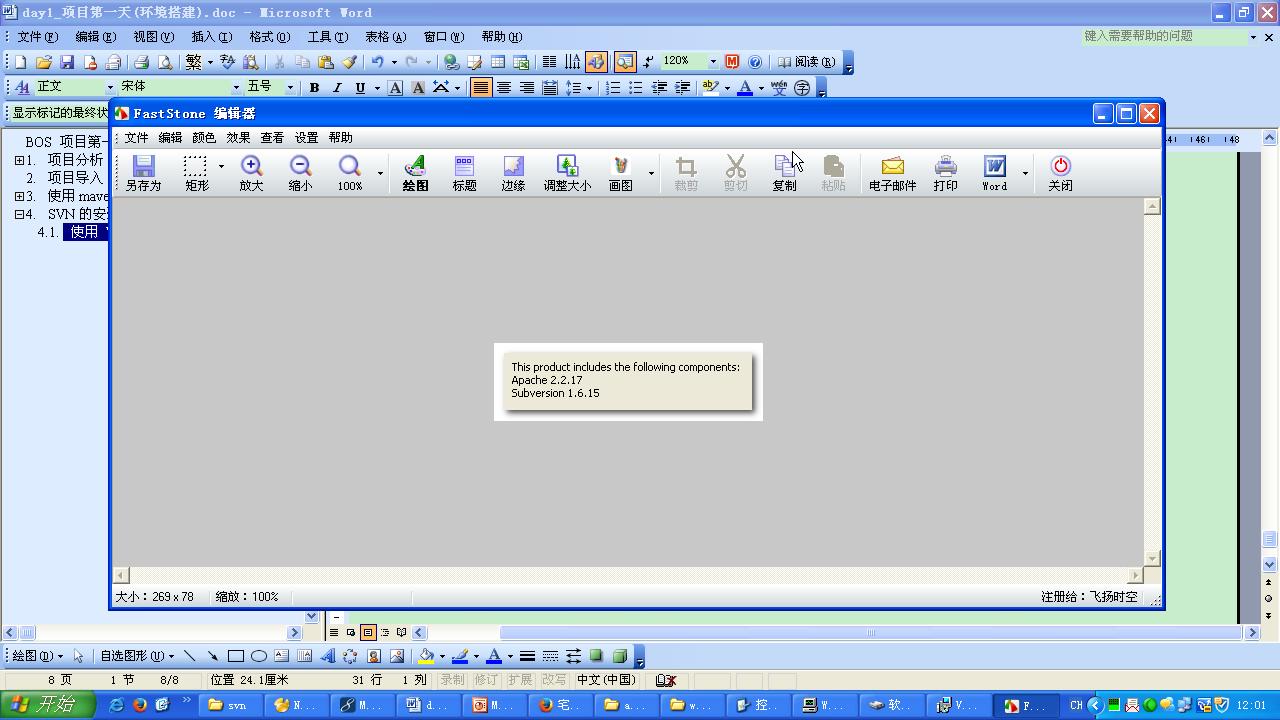 day1_项目第一天(环境搭建).doc - Microsoft Word
文件(F) 编辑(E) 视图(V) 插入(I) 格式(O) 工具(T) 表格(A) 窗口(W) 帮助(H) 键入需要帮助的问题
繁 120% 阅读(R)
正文 宋体 五号 B I U A A
显示标记的最终状
FastStone 编辑器
文件 编辑 颜色 效果 查看 设置 帮助
另存为 矩形 放大 缩小 100% 绘图 标题 边缘 调整大小 画图 裁剪 剪切 复制 粘贴 电子邮件 打印 Word 关闭
BOS 项目第一
1. 项目分析
2. 项目导入
3. 使用 mave
4. SVN 的安
4.1. 使用
46 48
This product includes the following components:
Apache 2.2.17
Subversion 1.6.15
大小：269 x 78 缩放：100% 注册给：飞扬时空
绘图(D) 自选图形(U)
8 页 1 节 8/8 位置 24.1厘米 31 行 1 列 录制 修订 扩展 改写 中文(中国)
开始 svn N... M... d... M... 宅... a... w... 控... W... 软... V... F... CH 12:01